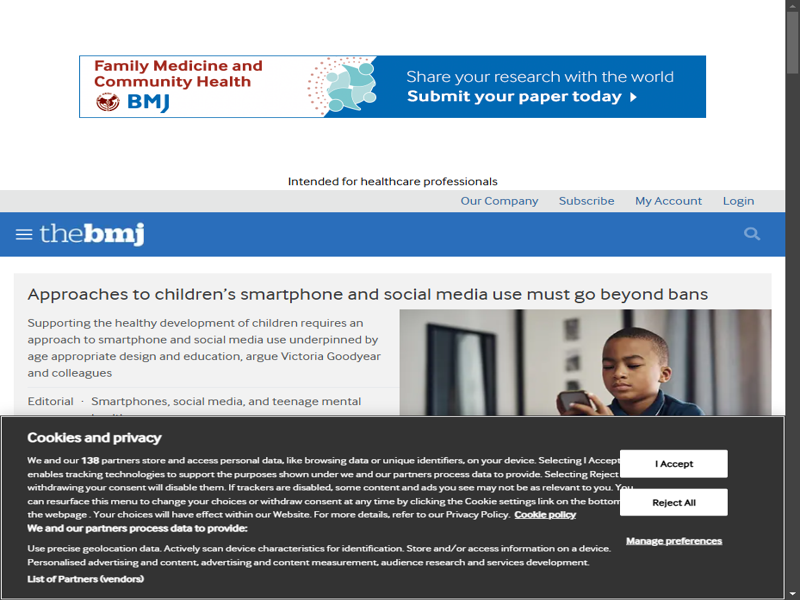 Family Medicine and
Community Health
BMJ
Share your research with the world
Submit your paper today
Intended for healthcare professionals
Our Company Subscribe My Account Login
thebmj
Approaches to children's smartphone and social media use must go beyond bans
Supporting the healthy development of children requires an
approach to smartphone and social media use underpinned by
age appropriate design and education, argue Victoria Goodyear
and colleagues
Editorial · Smartphones, social media, and teenage mental
Cookies and privacy
We and our 138 partners store and access personal data, like browsing data or unique identifiers, on your device. Selecting I Accept
enables tracking technologies to support the purposes shown under we and our partners process data to provide. Selecting Reject
withdrawing your consent will disable them. If trackers are disabled, some content and ads you see may not be as relevant to you. You
can resurface this menu to change your choices or withdraw consent at any time by clicking the Cookie settings link on the bottom
the webpage . Your choices will have effect within our Website. For more details, refer to our Privacy Policy. Cookie policy
We and our partners process data to provide:
Use precise geolocation data. Actively scan device characteristics for identification. Store and/or access information on a device.
Personalised advertising and content, advertising and content measurement, audience research and services development.
List of Partners (vendors)
I Accept
Reject All
Manage preferences